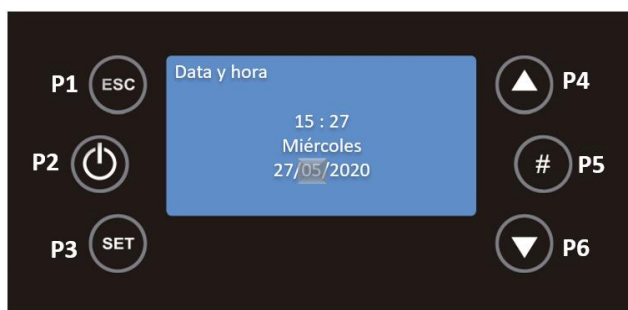 P1 ESC
Data y hora
P4
15 : 27
Miércoles
27/05/2020
P2
# P5
P3 SET
P6